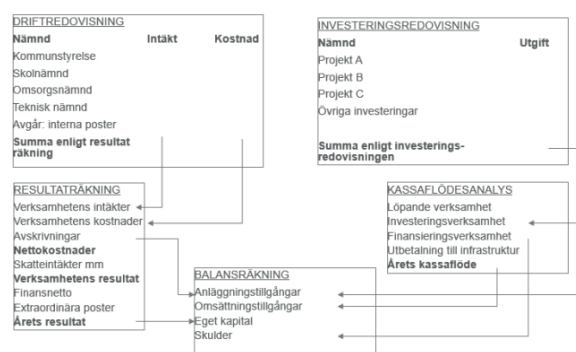 DRIFTREDOVISNING
Nämnd Intäkt Kostnad
Kommunstyrelse
Skolnämnd
Omsorgsnämnd
Teknisk nämnd
Avgår: interna poster
Summa enligt resultat
räkning
INVESTERINGSREDOVISING
Nämnd Utgift
Projekt A
Projekt B
Projekt C
Övriga investeringar
Summa enligt investerings-
redovisningen
RESULTATRÄKNING
Verksamhetens intäkter
Verksamhetens kostnader
Avskrivningar
Nettokostnader
Skatteintäkter mm
Verksamhetens resultat
Finansnetto
Extraordinära poster
Årets resultat
KASSAFLÖDESANALYS
Löpande verksamhet
Investeringsverksamhet
Finansieringsverksamhet
Utbetalning till infrastruktur
Årets kassaflöde
BALANSRÄKNING
Anläggningstillgångar
Omsättningstillgångar
Eget kapital
Skulder